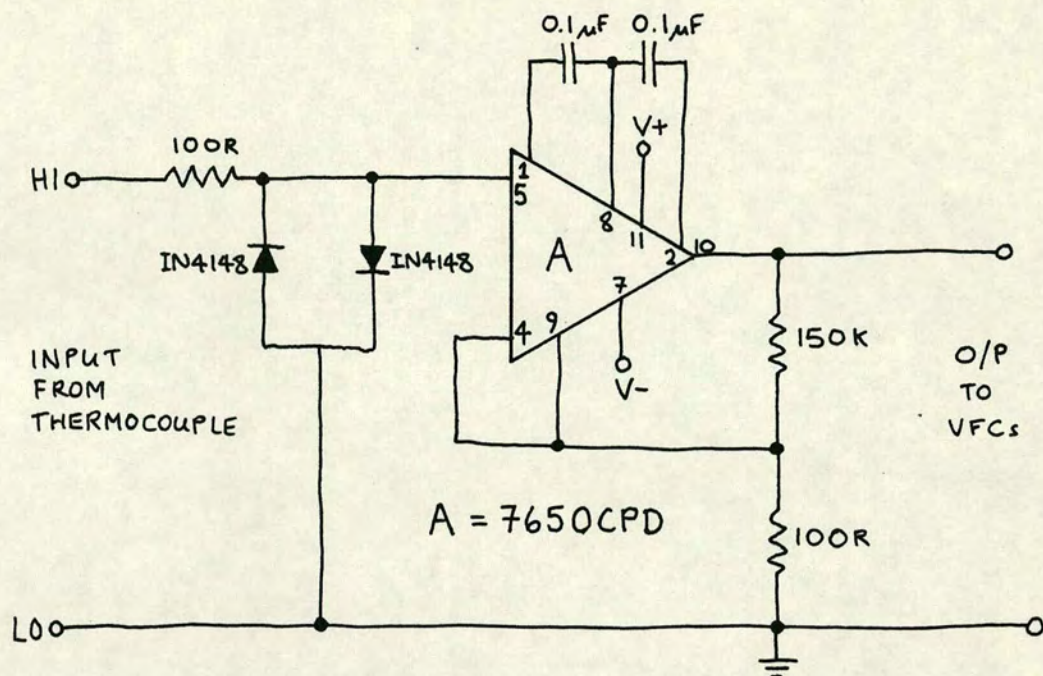 0.1μF 0.1μF
V+
100R
HI
1
5
8
11
A
2
10
IN4148
IN4148
7
4
9
V-
150K
INPUT
FROM
THERMOCOUPLE
O/P
TO
VFCs
A = 7650CPD
100R
LO